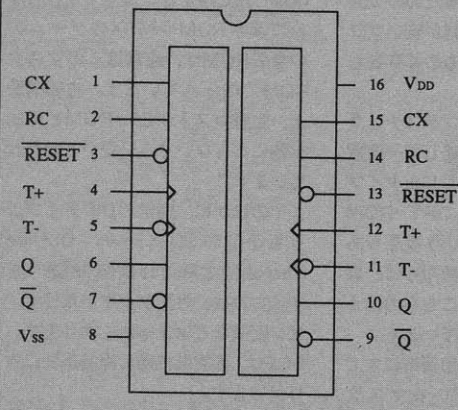 CX 1
RC 2
RESET 3
T+ 4
T- 5
Q 6
Q 7
Vss 8
16 VDD
15 CX
14 RC
13 RESET
12 T+
11 T-
10 Q
9 Q